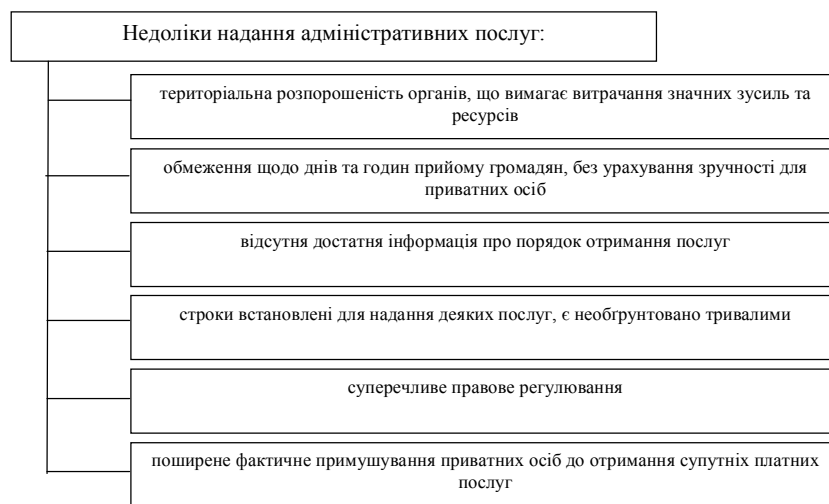 Недоліки надання адміністративних послуг:
територіальна розпорошеність органів, що вимагає витрачання значних зусиль та
ресурсів
обмеження щодо днів та годин прийому громадян, без урахування зручності для
приватних осіб
відсутня достатня інформація про порядок отримання послуг
строки встановлені для надання деяких послуг, є необґрунтовано тривалими
суперечливе правове регулювання
поширене фактичне примушування приватних осіб до отримання супутніх платних
послуг